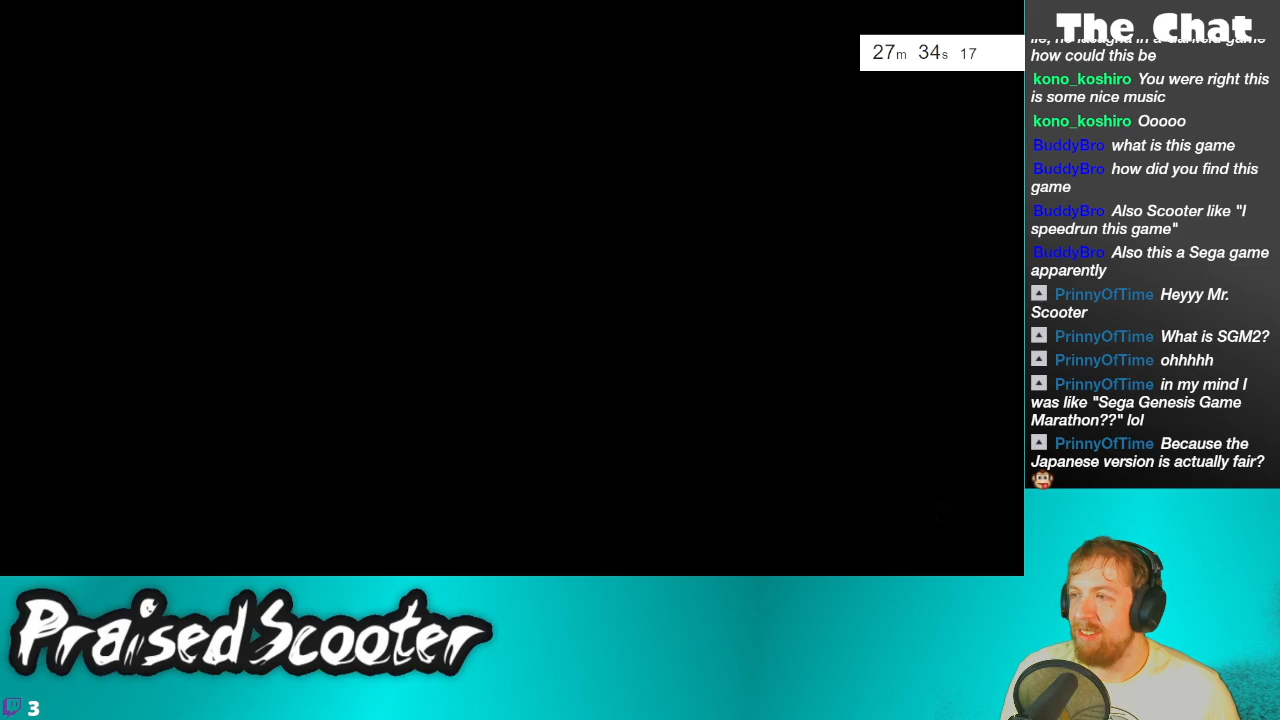 27m 34s 17
The Chat
how could this be
kono_koshiro You were right this
is some nice music
kono_koshiro Ooooo
BuddyBro what is this game
BuddyBro how did you find this
game
BuddyBro Also Scooter like "I
speedrun this game"
BuddyBro Also this a Sega game
apparently
PrinnyOfTime Heyyy Mr.
Scooter
PrinnyOfTime What is SGM2?
PrinnyOfTime ohhhhh
PrinnyOfTime in my mind I
was like "Sega Genesis Game
Marathon??" lol
PrinnyOfTime Because the
Japanese version is actually fair?
Praised Scooter
3